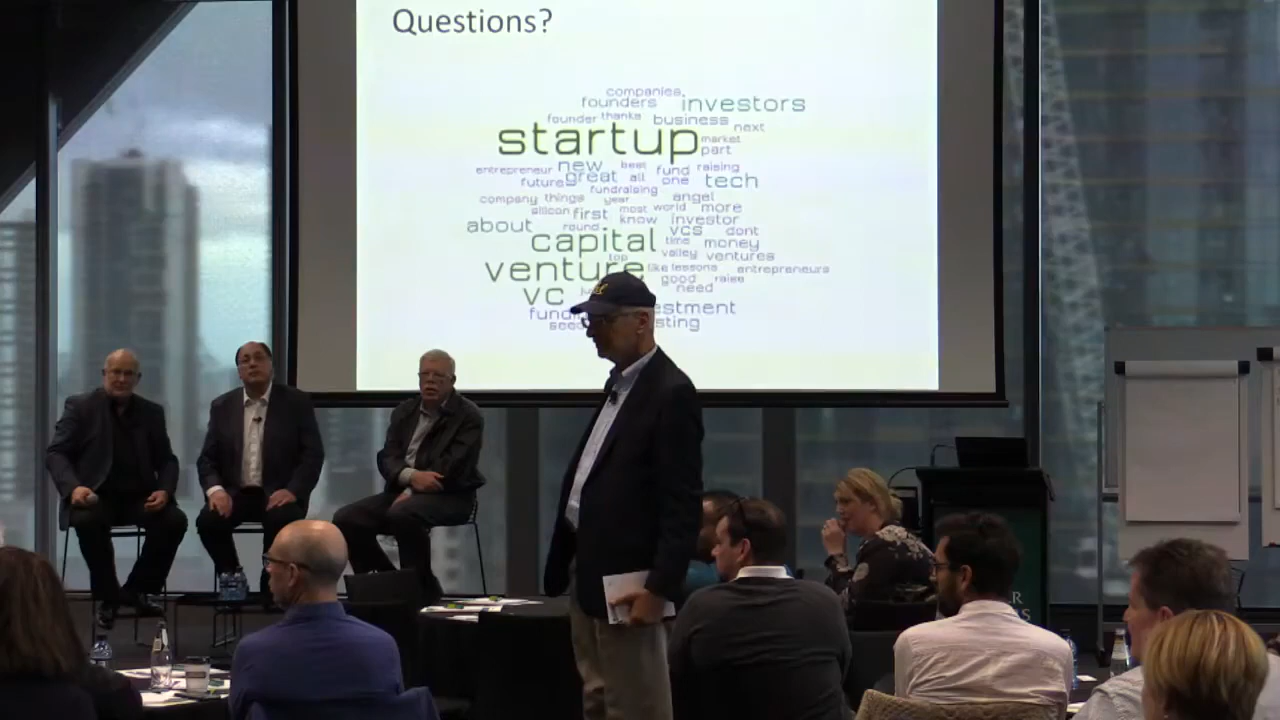 Questions?
companies
founders investors
founder thanks business next
startup market
part
entrepreneur new best fund raising
future great all one tech
fundraising
company things year angel
silicon first most world more
about round know investor
vcs dont
capital time money
top valley ventures
venture like lessons entrepreneurs
good raise
vc need